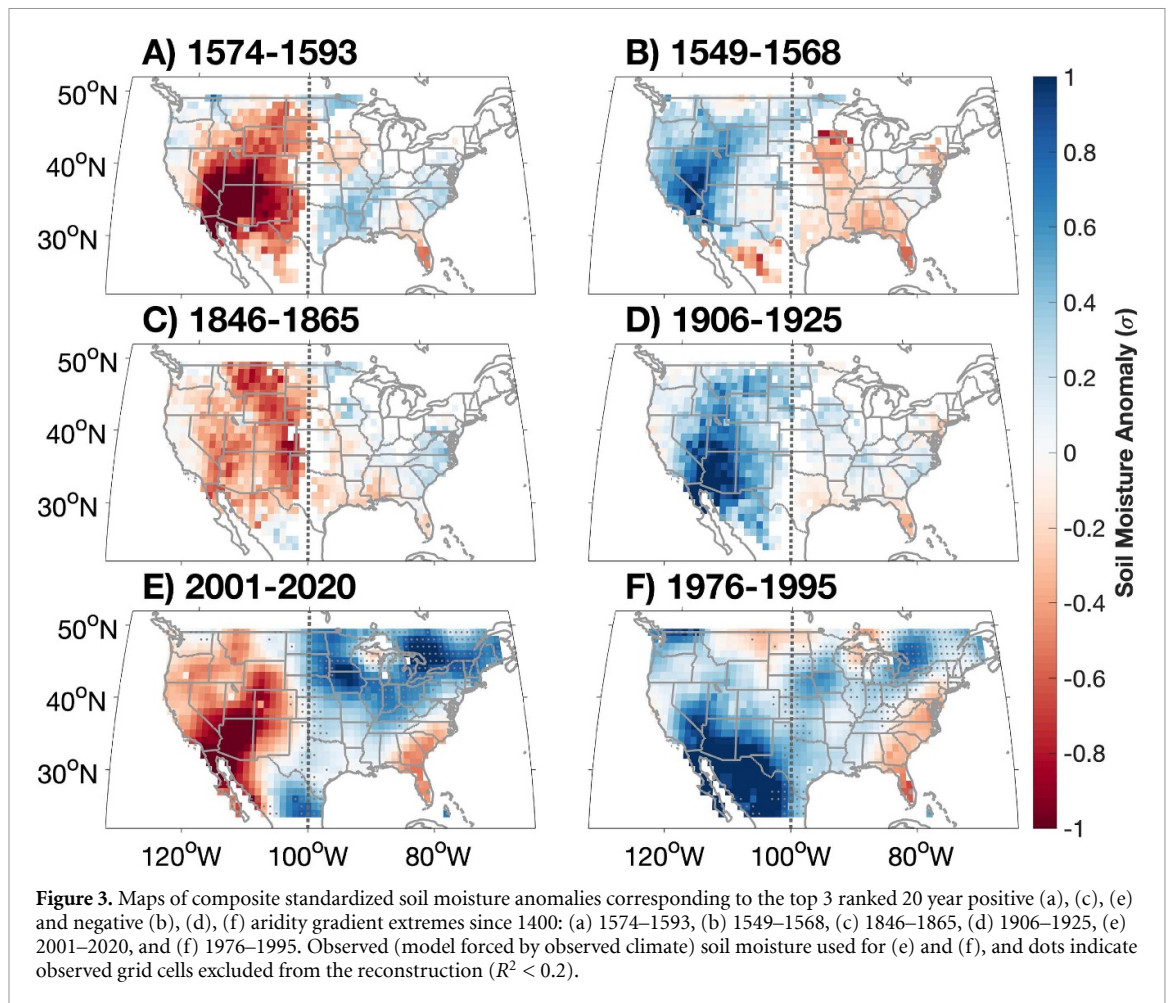 A) 1574-1593
B) 1549-1568
50°N
40°N
30°N
C) 1846-1865
D) 1906-1925
50°N
40°N
30°N
E) 2001-2020
F) 1976-1995
50°N
40°N
30°N
120°W 100°W 80°W
120°W 100°W 80°W
1
0.8
0.6
0.4
0.2
0
-0.2
-0.4
-0.6
-0.8
-1
Soil Moisture Anomaly (σ)
Figure 3. Maps of composite standardized soil moisture anomalies corresponding to the top 3 ranked 20 year positive (a), (c), (e)
and negative (b), (d), (f) aridity gradient extremes since 1400: (a) 1574–1593, (b) 1549–1568, (c) 1846–1865, (d) 1906–1925, (e)
2001–2020, and (f) 1976–1995. Observed (model forced by observed climate) soil moisture used for (e) and (f), and dots indicate
observed grid cells excluded from the reconstruction (R² < 0.2).